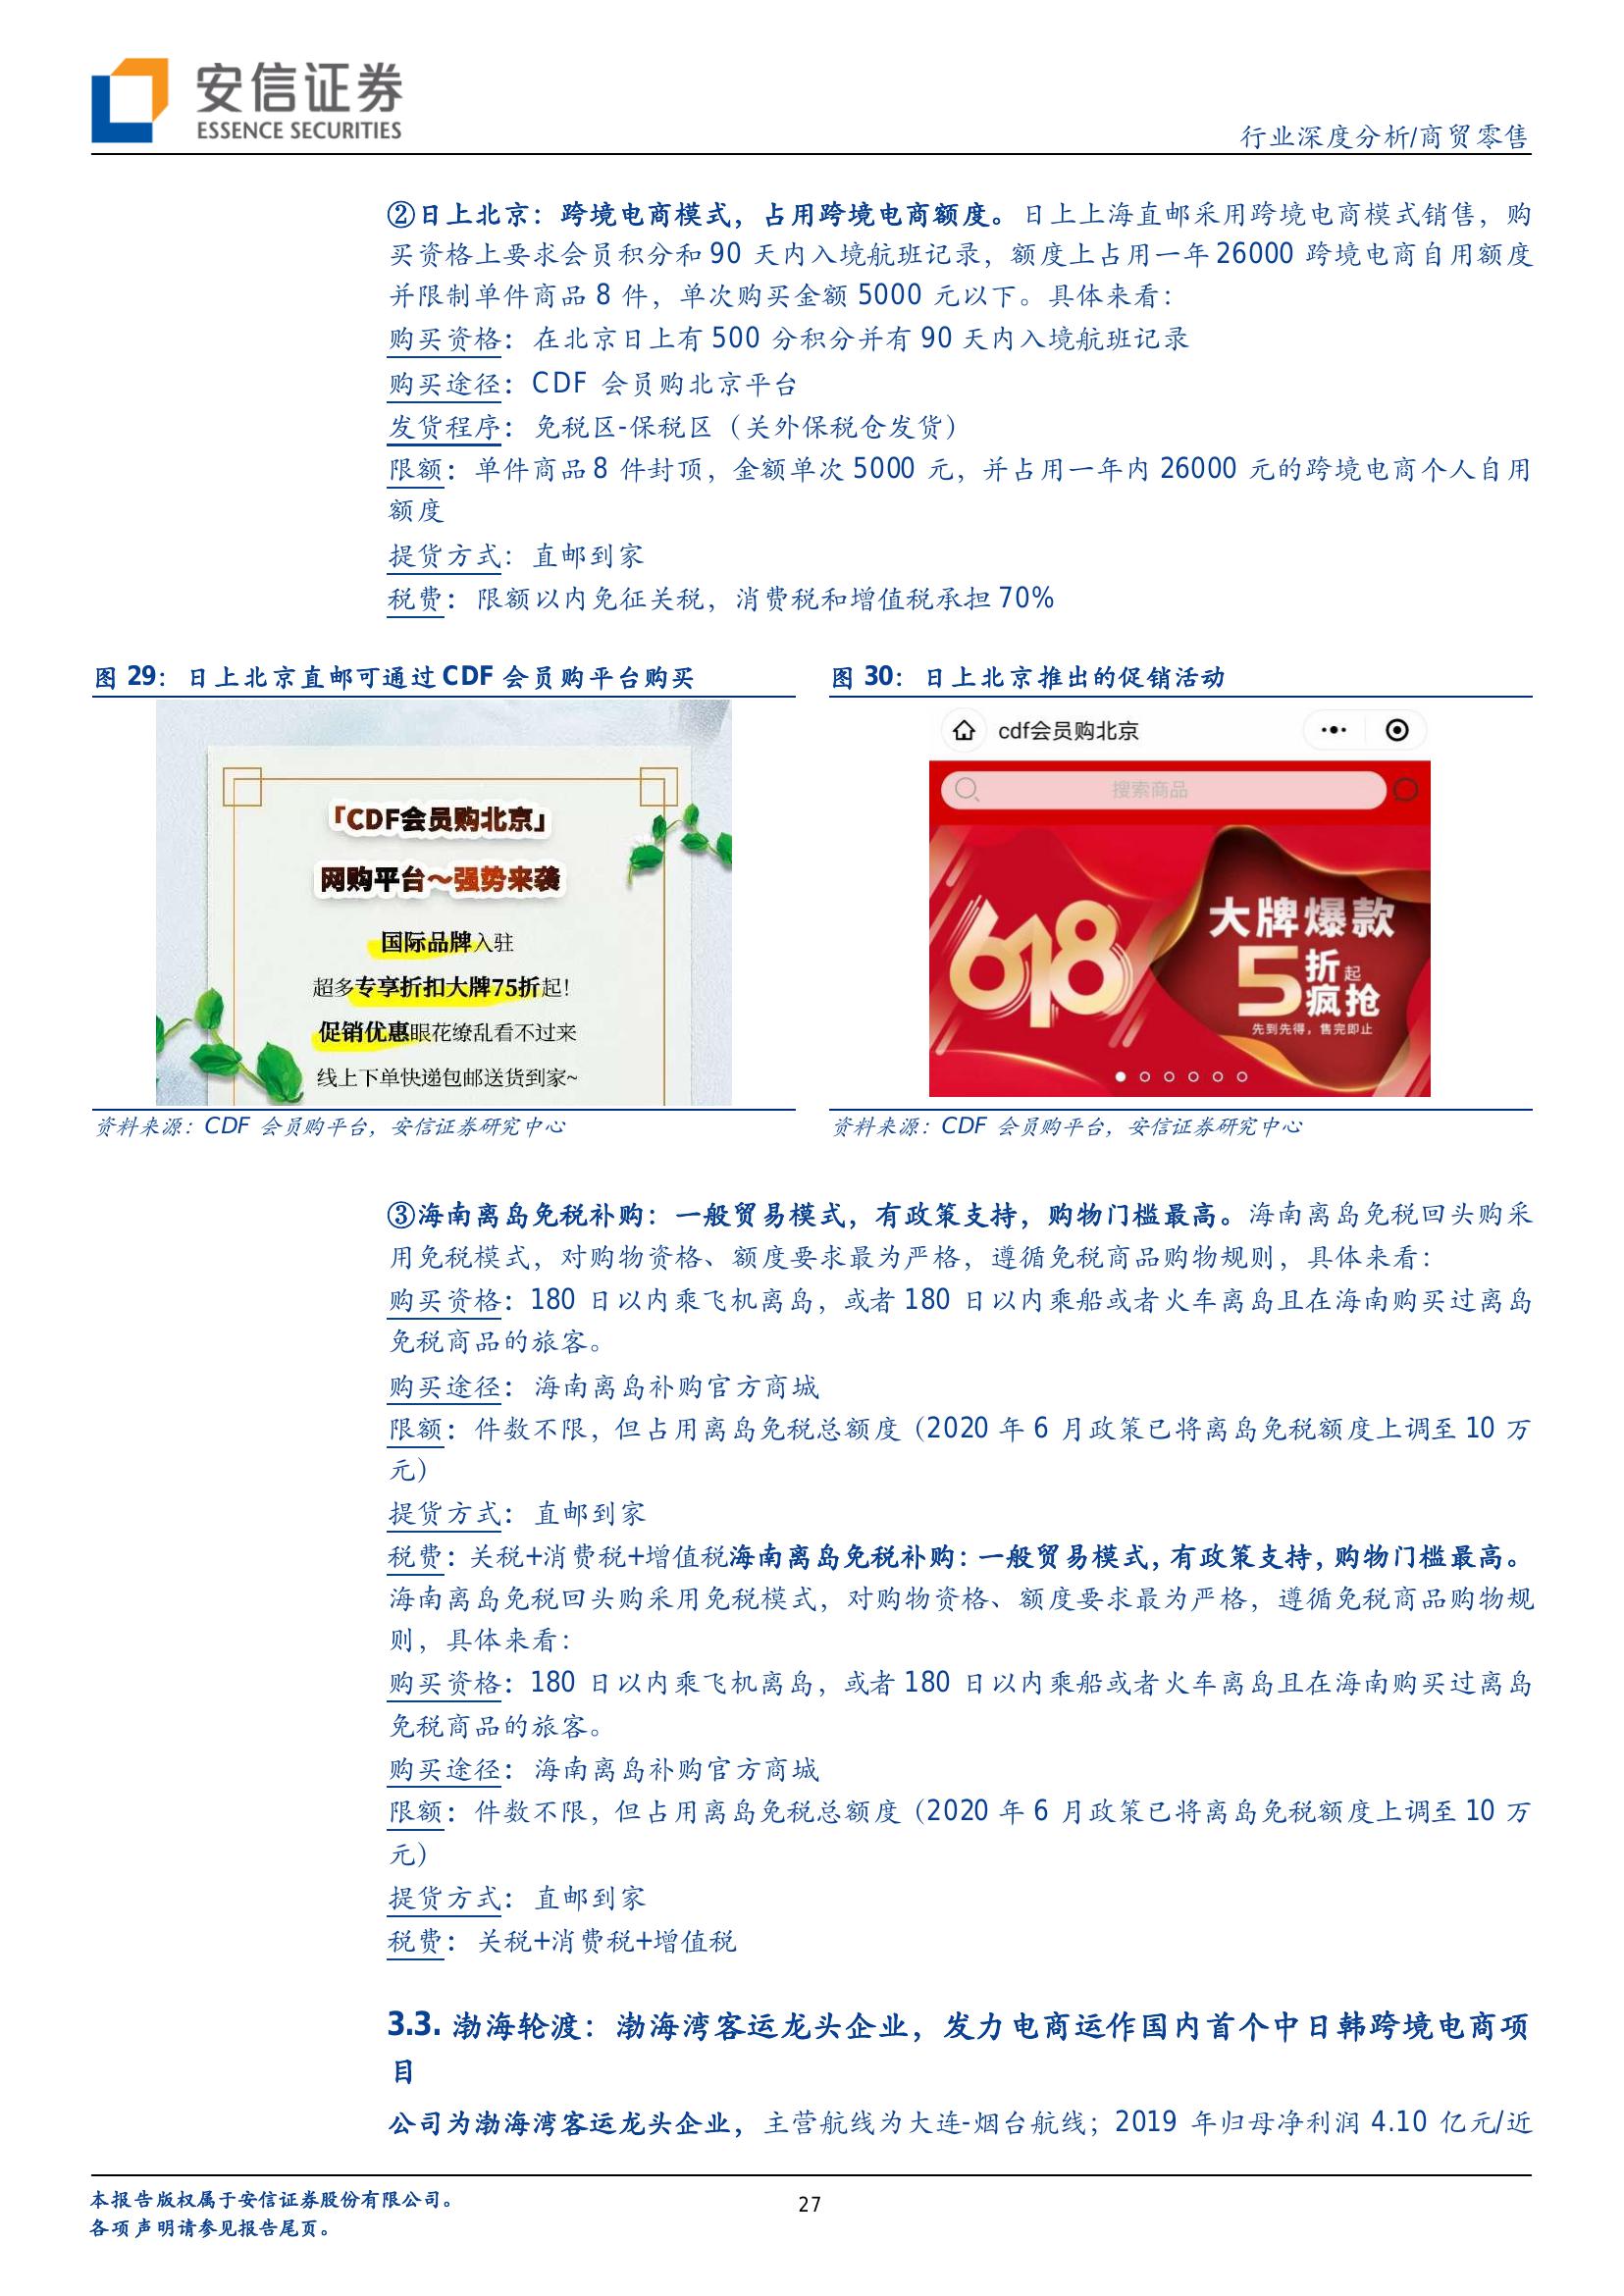 安信证券
ESSENCE SECURITIES
行业深度分析/商贸零售
②日上北京：跨境电商模式，占用跨境电商额度。日上上海直邮采用跨境电商模式销售，购
买资格上要求会员积分和 90 天内入境航班记录，额度上占用一年 26000 跨境电商自用额度
并限制单件商品 8 件，单次购买金额 5000 元以下。具体来看：
购买资格：在北京日上有 500 分积分并有 90 天内入境航班记录
购买途径：CDF 会员购北京平台
发货程序：免税区-保税区（关外保税仓发货）
限额：单件商品 8 件封顶，金额单次 5000 元，并占用一年内 26000 元的跨境电商个人自用
额度
提货方式：直邮到家
税费：限额以内免征关税，消费税和增值税承担 70%
图 29：日上北京直邮可通过 CDF 会员购平台购买
「CDF会员购北京」
网购平台～强势来袭
国际品牌入驻
超多专享折扣大牌75折起！
促销优惠眼花缭乱看不过来
线上下单快递包邮送货到家~
资料来源：CDF 会员购平台，安信证券研究中心
图 30：日上北京推出的促销活动
cdf会员购北京
搜索商品
618
大牌爆款
5折起
疯抢
先到先得，售完即止
资料来源：CDF 会员购平台，安信证券研究中心
③海南离岛免税补购：一般贸易模式，有政策支持，购物门槛最高。海南离岛免税回头购采
用免税模式，对购物资格、额度要求最为严格，遵循免税商品购物规则，具体来看：
购买资格：180 日以内乘飞机离岛，或者 180 日以内乘船或者火车离岛且在海南购买过离岛
免税商品的旅客。
购买途径：海南离岛补购官方商城
限额：件数不限，但占用离岛免税总额度（2020 年 6 月政策已将离岛免税额度上调至 10 万
元）
提货方式：直邮到家
税费：关税+消费税+增值税海南离岛免税补购：一般贸易模式，有政策支持，购物门槛最高。
海南离岛免税回头购采用免税模式，对购物资格、额度要求最为严格，遵循免税商品购物规
则，具体来看：
购买资格：180 日以内乘飞机离岛，或者 180 日以内乘船或者火车离岛且在海南购买过离岛
免税商品的旅客。
购买途径：海南离岛补购官方商城
限额：件数不限，但占用离岛免税总额度（2020 年 6 月政策已将离岛免税额度上调至 10 万
元）
提货方式：直邮到家
税费：关税+消费税+增值税
3.3. 渤海轮渡：渤海湾客运龙头企业，发力电商运作国内首个中日韩跨境电商项
目
公司为渤海湾客运龙头企业，主营航线为大连-烟台航线；2019 年归母净利润 4.10 亿元/近
本报告版权属于安信证券股份有限公司。
各项声明请参见报告尾页。
27